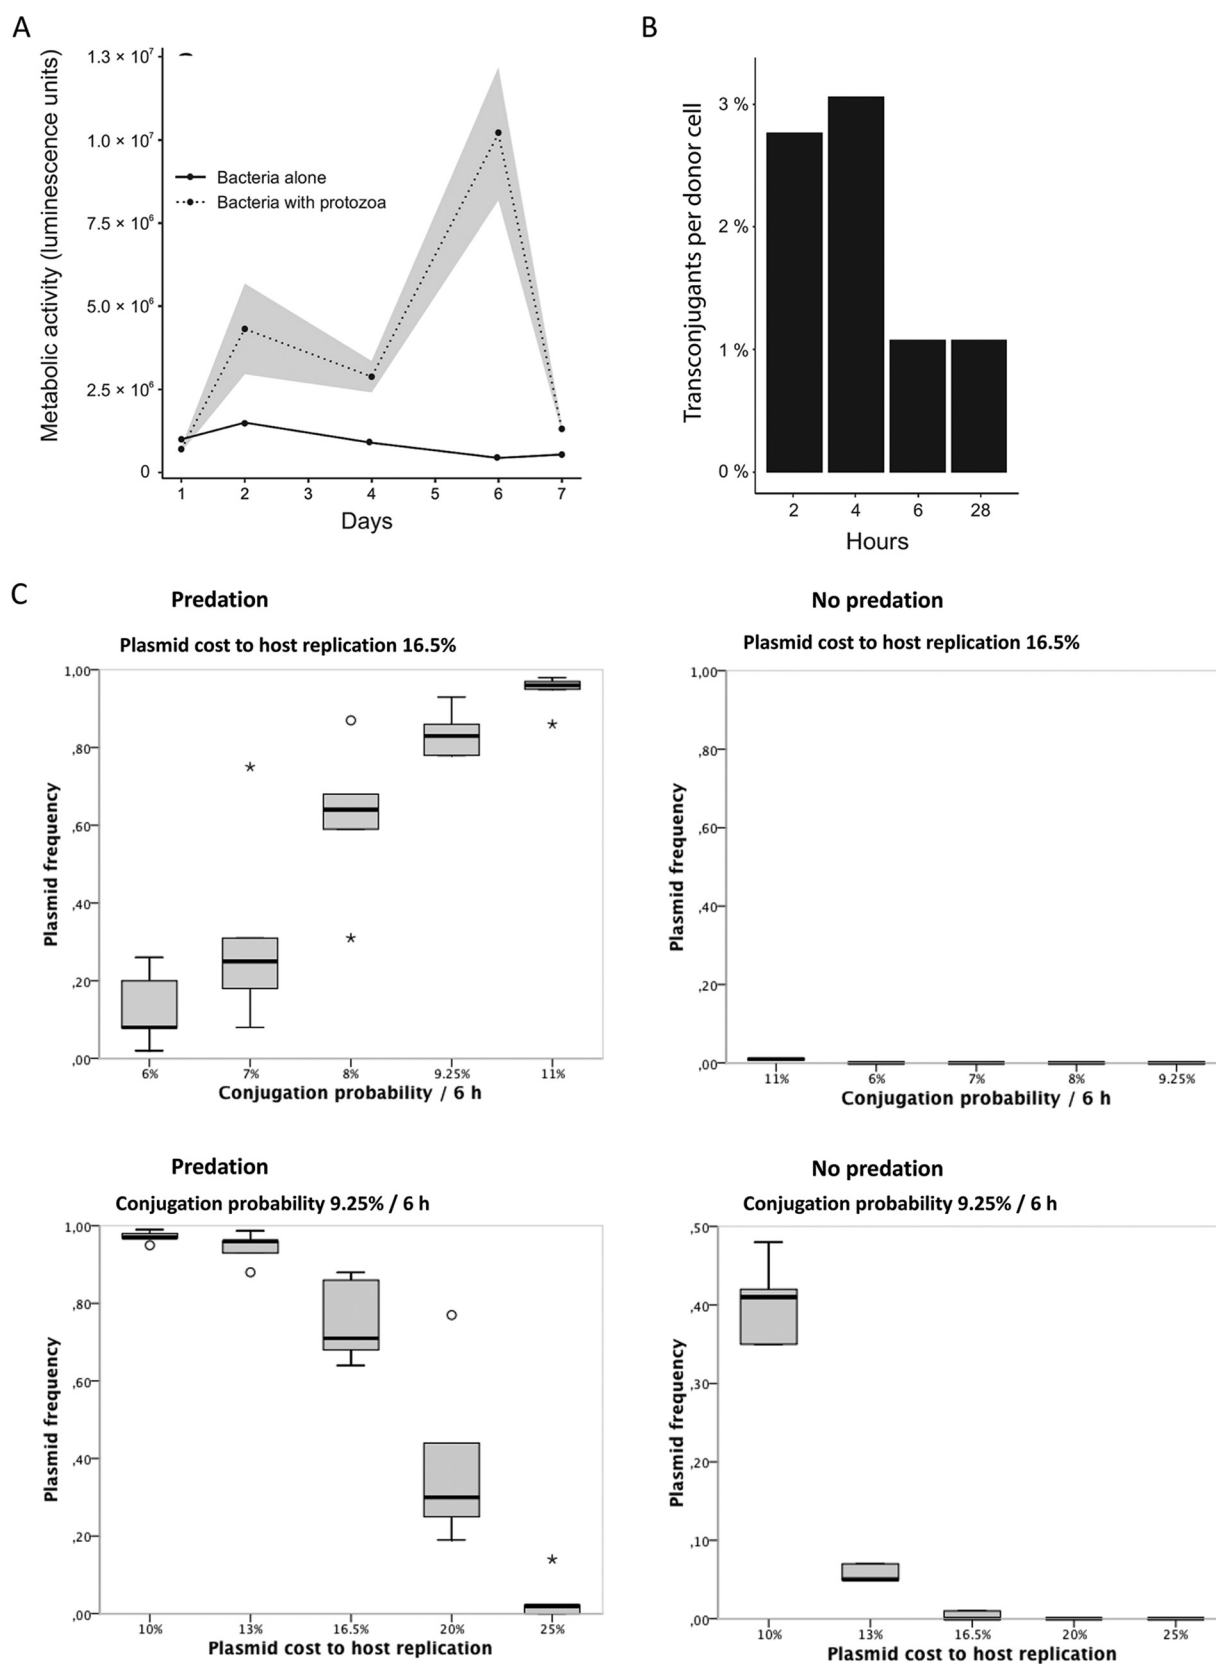 A
Metabolic activity (luminescence units)
1.3 × 10⁷
1.0 × 10⁷
7.5 × 10⁶
5.0 × 10⁶
2.5 × 10⁶
0
Bacteria alone
Bacteria with protozoa
1 2 3 4 5 6 7
Days
B
Transconjugants per donor cell
3 %
2 %
1 %
0 %
2 4 6 28
Hours
C
Predation
Plasmid cost to host replication 16.5%
Plasmid frequency
1,00
,80
,60
,40
,20
,00
6% 7% 8% 9.25% 11%
Conjugation probability / 6 h
No predation
Plasmid cost to host replication 16.5%
Plasmid frequency
1,00
,80
,60
,40
,20
,00
11% 6% 7% 8% 9.25%
Conjugation probability / 6 h
Predation
Conjugation probability 9.25% / 6 h
Plasmid frequency
1,00
,80
,60
,40
,20
,00
10% 13% 16.5% 20% 25%
Plasmid cost to host replication
No predation
Conjugation probability 9.25% / 6 h
Plasmid frequency
,50
,40
,30
,20
,10
,00
10% 13% 16.5% 20% 25%
Plasmid cost to host replication